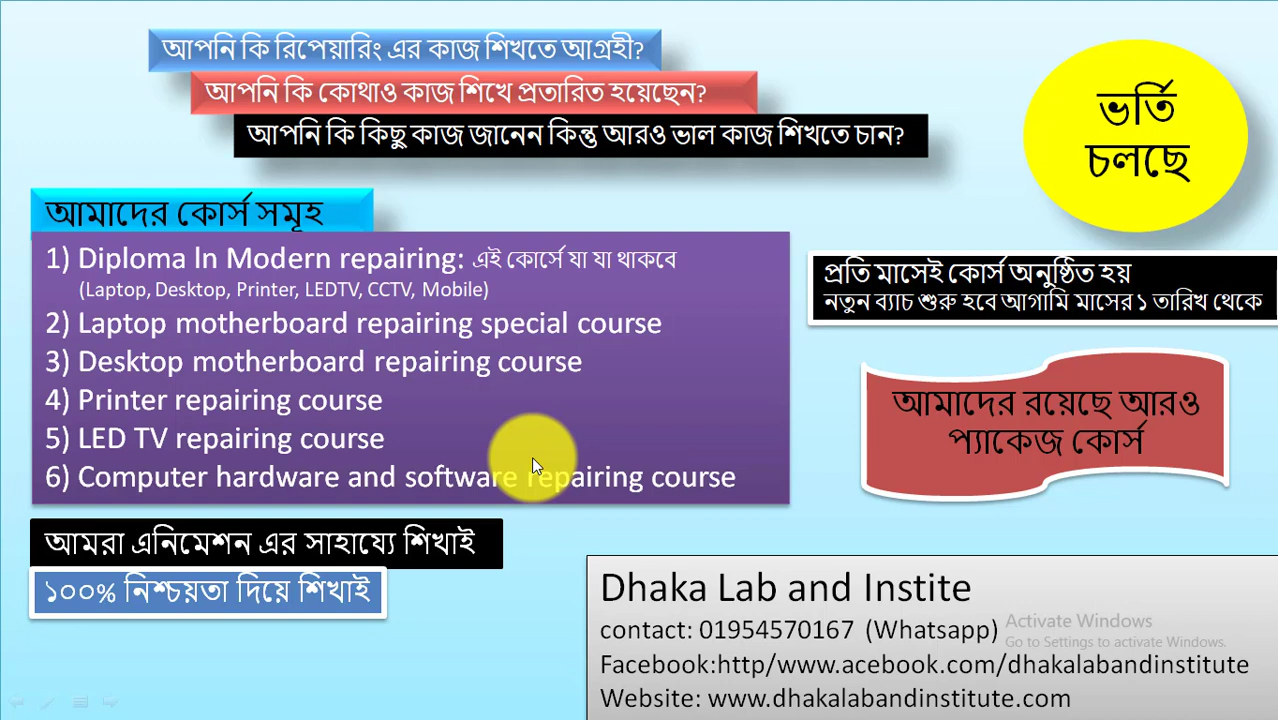 আপনি কি রিপেয়ারিং এর কাজ শিখতে আগ্রহী?
আপনি কি কোথাও কাজ শিখে প্রতারিত হয়েছেন?
আপনি কি কিছু কাজ জানেন কিন্তু আরও ভাল কাজ শিখতে চান?
ভর্তি
চলছে
আমাদের কোর্স সমূহ
1) Diploma In Modern repairing: এই কোর্সে যা যা থাকবে
(Laptop, Desktop, Printer, LEDTV, CCTV, Mobile)
2) Laptop motherboard repairing special course
3) Desktop motherboard repairing course
4) Printer repairing course
5) LED TV repairing course
6) Computer hardware and software repairing course
প্রতি মাসেই কোর্স অনুষ্ঠিত হয়
নতুন ব্যাচ শুরু হবে আগামি মাসের ১ তারিখ থেকে
আমাদের রয়েছে আরও
প্যাকেজ কোর্স
আমরা এনিমেশন এর সাহায্যে শিখাই
১০০% নিশ্চয়তা দিয়ে শিখাই
Dhaka Lab and Instite
contact: 01954570167 (Whatsapp)
Facebook:http/www.acebook.com/dhakalabandinstitute
Website: www.dhakalabandinstitute.com
Activate Windows
Go to Settings to activate Windows.